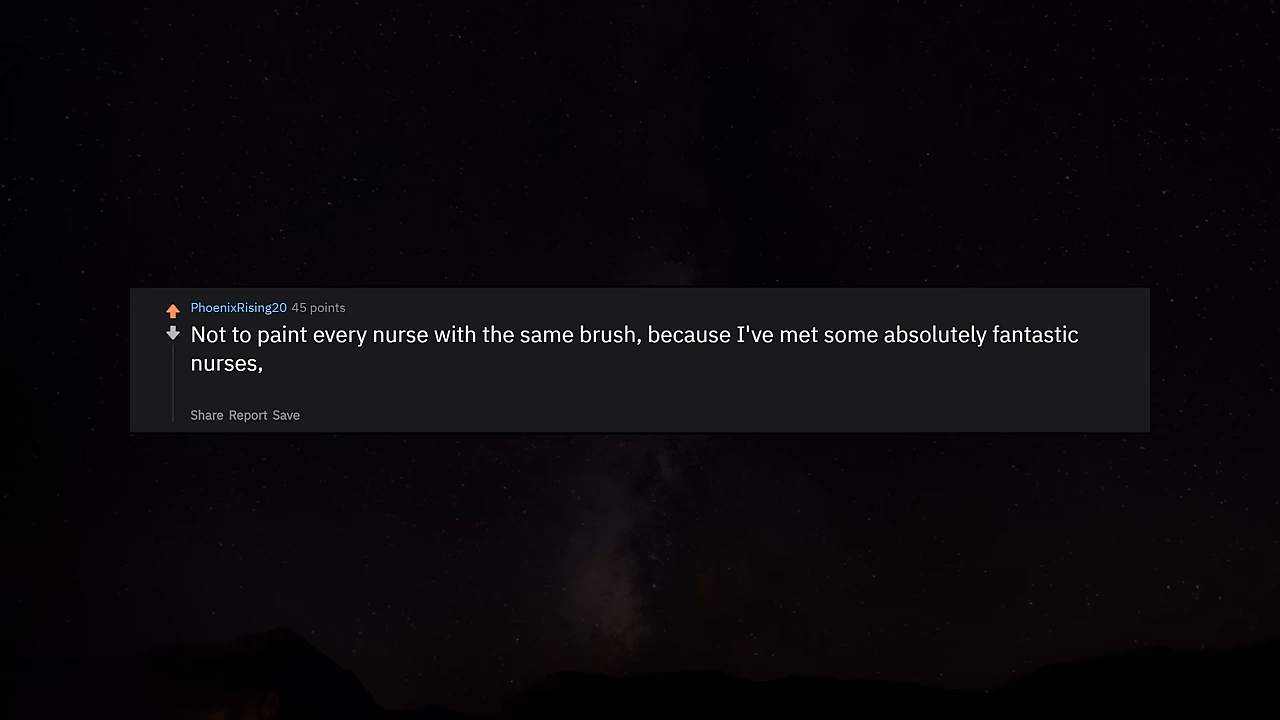 PhoenixRising20 45 points
Not to paint every nurse with the same brush, because I've met some absolutely fantastic
nurses,
Share Report Save